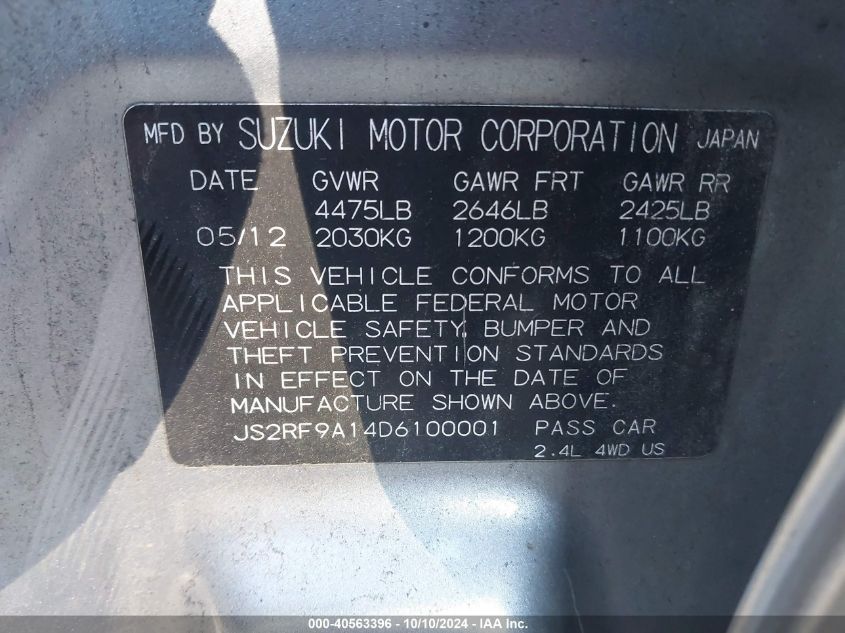 MFD BY SUZUKI MOTOR CORPORATION JAPAN
DATE GVWR GAWR FRT GAWR RR
4475LB 2646LB 2425LB
05/12 2030KG 1200KG 1100KG
THIS VEHICLE CONFORMS TO ALL
APPLICABLE FEDERAL MOTOR
VEHICLE SAFETY, BUMPER AND
THEFT PREVENTION STANDARDS
IN EFFECT ON THE DATE OF
MANUFACTURE SHOWN ABOVE.
JS2RF9A14D6100001 PASS CAR
2.4L 4WD US
000-40563396 - 10/10/2024 - IAA Inc.